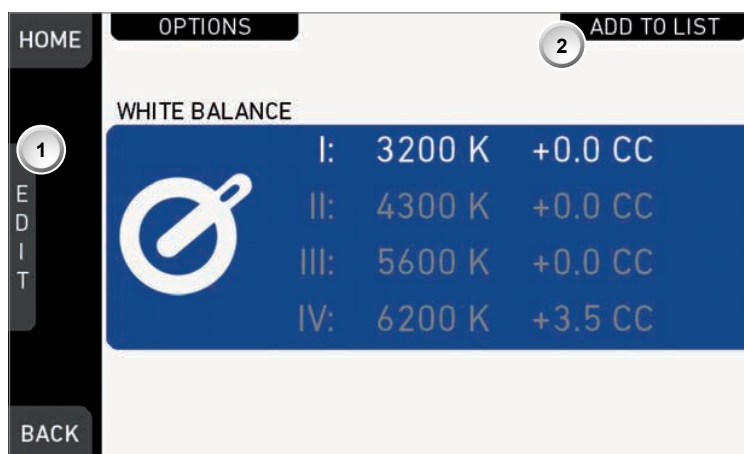 HOME
OPTIONS
2
ADD TO LIST
WHITE BALANCE
1
EDIT
I: 3200 K +0.0 CC
II: 4300 K +0.0 CC
III: 5600 K +0.0 CC
IV: 6200 K +3.5 CC
BACK